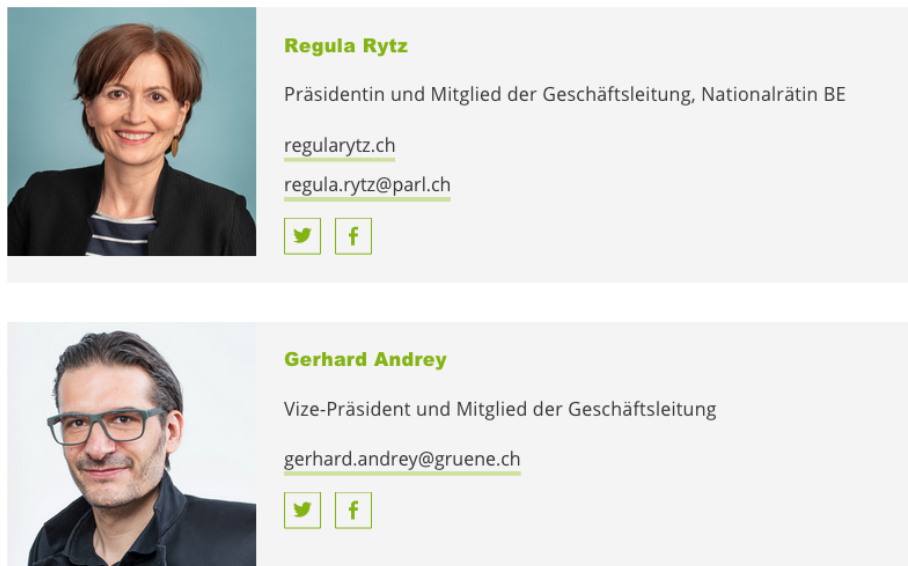 Regula Rytz
Präsidentin und Mitglied der Geschäftsleitung, Nationalrätin BE
regularytz.ch
regula.rytz@parl.ch
Gerhard Andrey
Vize-Präsident und Mitglied der Geschäftsleitung
gerhard.andrey@gruene.ch